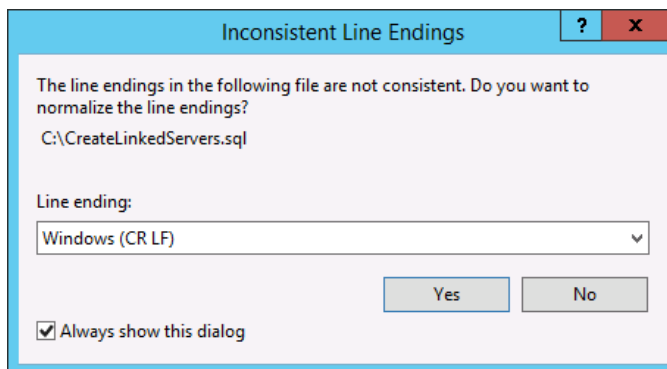 Inconsistent Line Endings
?
x
The line endings in the following file are not consistent. Do you want to
normalize the line endings?
C:\CreateLinkedServers.sql
Line ending:
Windows (CR LF)
Yes
No
Always show this dialog